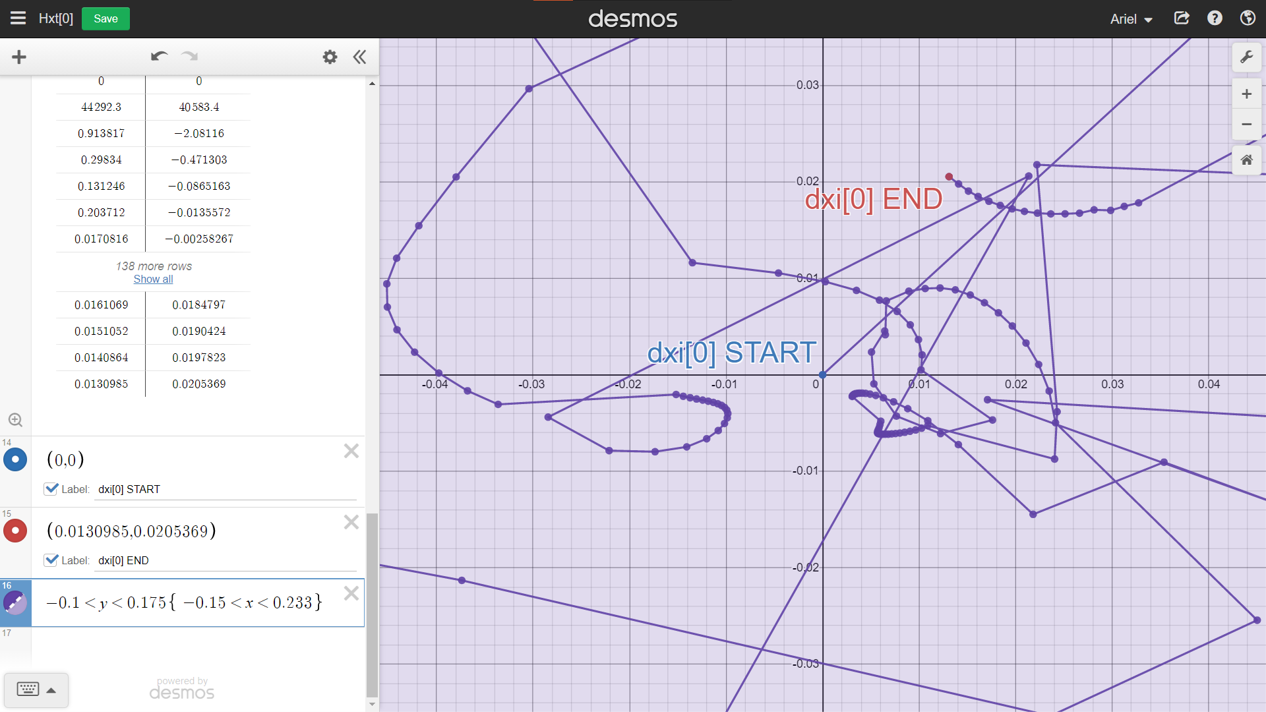 Hxt[0] Save desmos Ariel
0 0
44292.3 40583.4
0.913817 −2.08116
0.29834 −0.471303
0.131246 −0.0865163
0.203712 −0.0135572
0.0170816 −0.00258267
138 more rows
Show all
0.0161069 0.0184797
0.0151052 0.0190424
0.0140864 0.0197823
0.0130985 0.0205369
14
(0,0)
Label: dxi[0] START
15
(0.0130985,0.0205369)
Label: dxi[0] END
16
−0.1<y<0.175{ −0.15<x<0.233}
17
powered by
desmos
0.03
0.02
dxi[0] END
0.01
dxi[0] START
-0.04 -0.03 -0.02 -0.01 0 0.01 0.02 0.03 0.04
-0.01
-0.02
-0.03